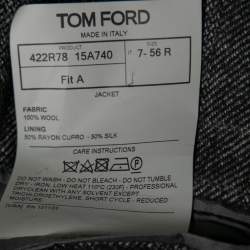 TOM FORD
MADE IN ITALY
PRODUCT
422R78 15A740
TYPE - SIZE
IT 7- 56 R
Fit A
JACKET
FABRIC
100% WOOL
LINING
50% RAYON CUPRO - 50% SILK
DO NOT WASH - DO NOT BLEACH - DO NOT TUMBLE
DRY - IRON, LOW HEAT 110°C (230F) - PROFESSIONAL
DRYCLEAN WITH ANY SOLVENT EXCEPT
TRICHLOROETHYLENE, SHORT CYCLE - REDUCED
MOISTURE